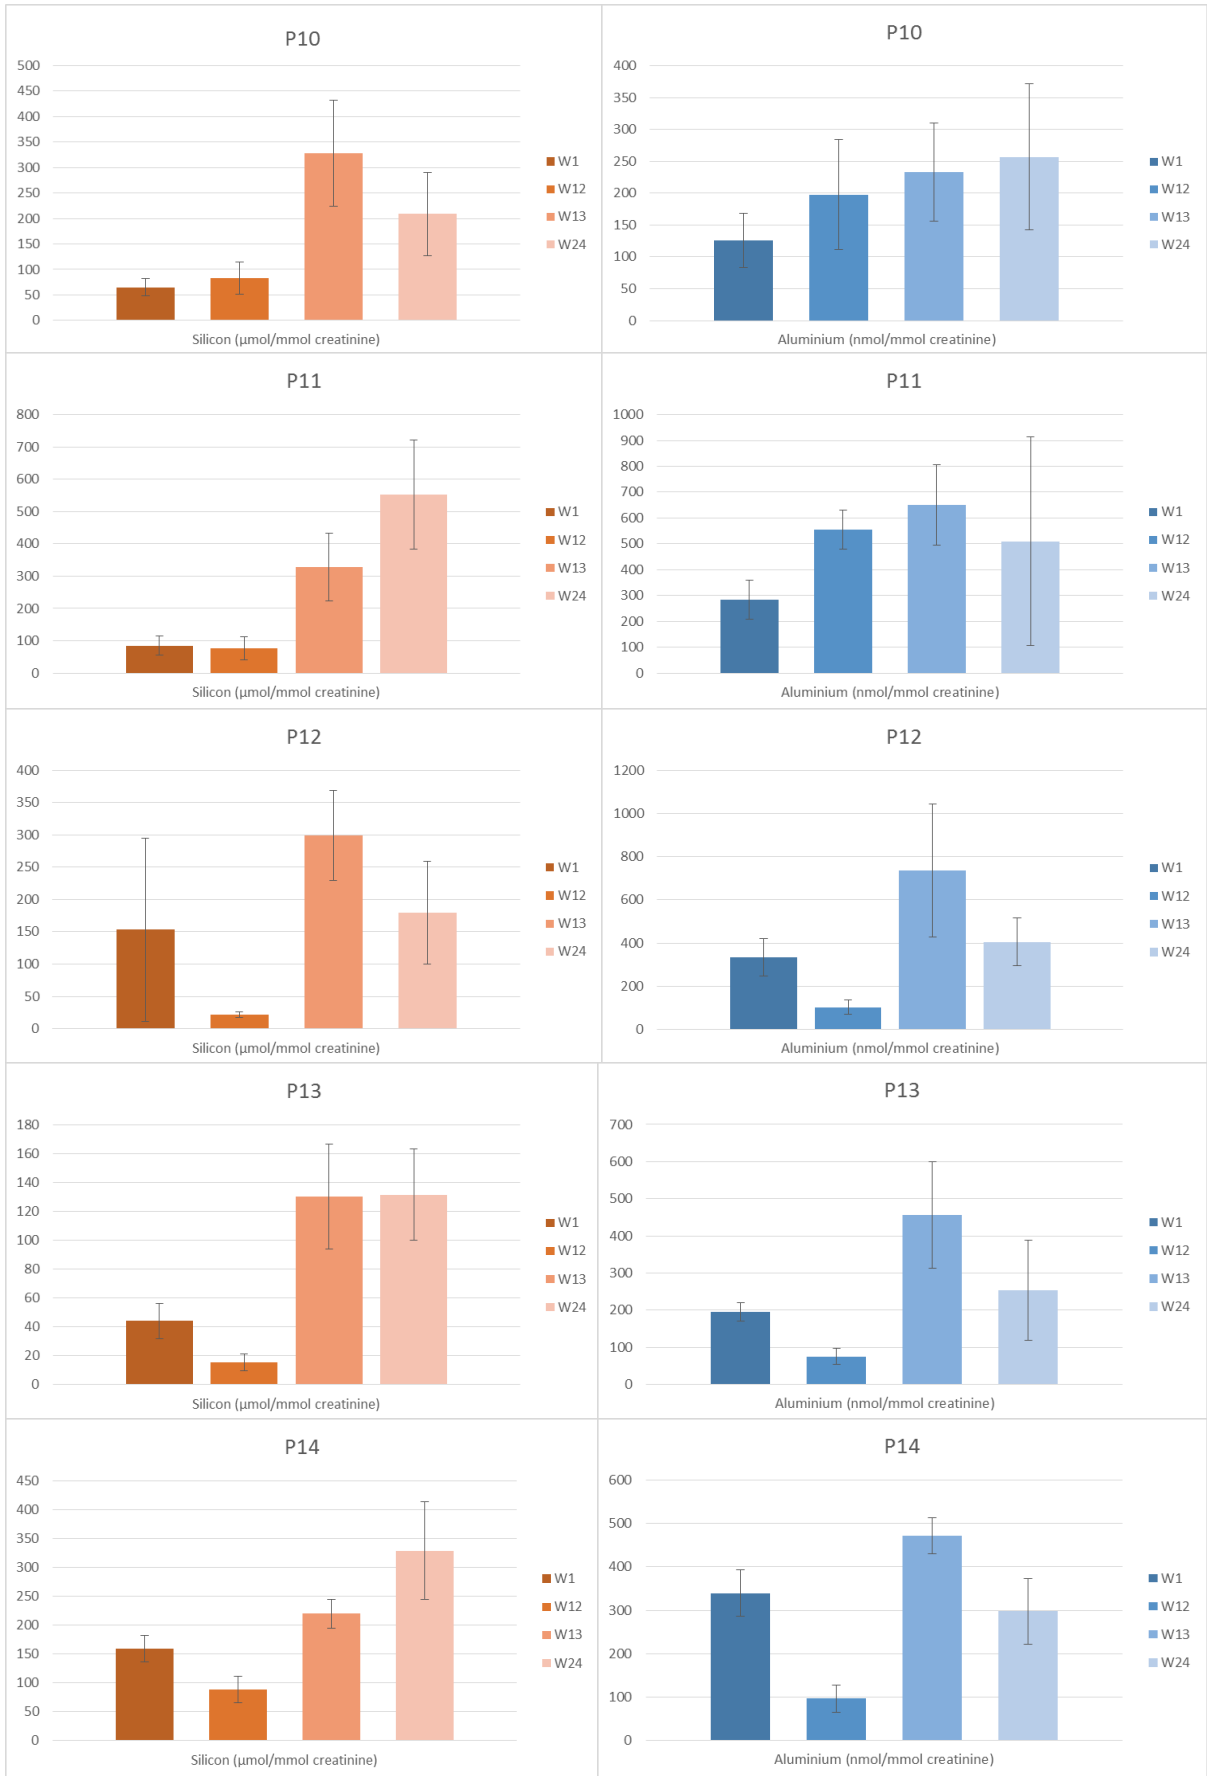 P10
500
450
400
350
300
250
200
150
100
50
0
W1
W12
W13
W24
Silicon (µmol/mmol creatinine)
P10
400
350
300
250
200
150
100
50
0
W1
W12
W13
W24
Aluminium (nmol/mmol creatinine)
P11
800
700
600
500
400
300
200
100
0
W1
W12
W13
W24
Silicon (µmol/mmol creatinine)
P11
1000
900
800
700
600
500
400
300
200
100
0
W1
W12
W13
W24
Aluminium (nmol/mmol creatinine)
P12
400
350
300
250
200
150
100
50
0
W1
W12
W13
W24
Silicon (µmol/mmol creatinine)
P12
1200
1000
800
600
400
200
0
W1
W12
W13
W24
Aluminium (nmol/mmol creatinine)
P13
180
160
140
120
100
80
60
40
20
0
W1
W12
W13
W24
Silicon (µmol/mmol creatinine)
P13
700
600
500
400
300
200
100
0
W1
W12
W13
W24
Aluminium (nmol/mmol creatinine)
P14
450
400
350
300
250
200
150
100
50
0
W1
W12
W13
W24
Silicon (µmol/mmol creatinine)
P14
600
500
400
300
200
100
0
W1
W12
W13
W24
Aluminium (nmol/mmol creatinine)